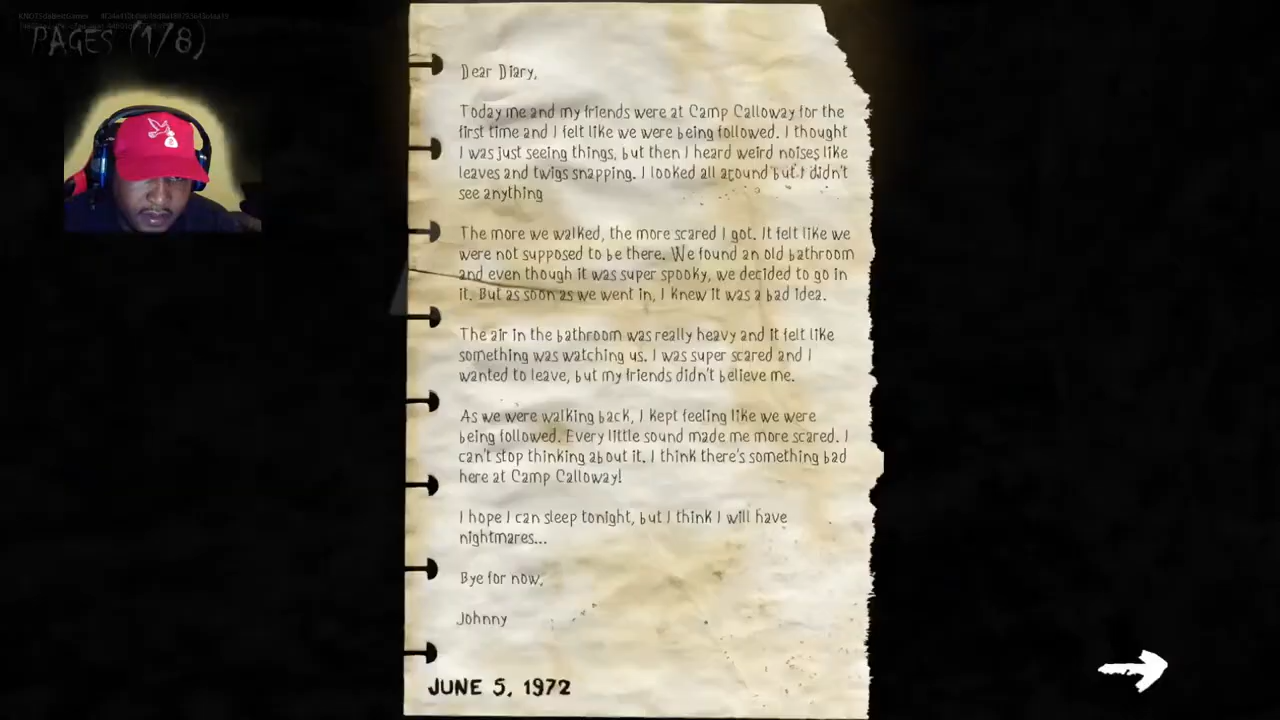 PAGES (1/8)
Dear Diary,
Today me and my friends were at Camp Calloway for the
first time and I felt like we were being followed. I thought
I was just seeing things, but then I heard weird noises like
leaves and twigs snapping. I looked all around but I didn't
see anything
The more we walked, the more scared I got. It felt like we
were not supposed to be there. We found an old bathroom
and even though it was super spooky, we decided to go in
it. But as soon as we went in, I knew it was a bad idea.
The air in the bathroom was really heavy and it felt like
something was watching us. I was super scared and I
wanted to leave, but my friends didn't believe me.
As we were walking back, I kept feeling like we were
being followed. Every little sound made me more scared. I
can't stop thinking about it. I think there's something bad
here at Camp Calloway!
I hope I can sleep tonight, but I think I will have
nightmares...
Bye for now,
Johnny
JUNE 5, 1972